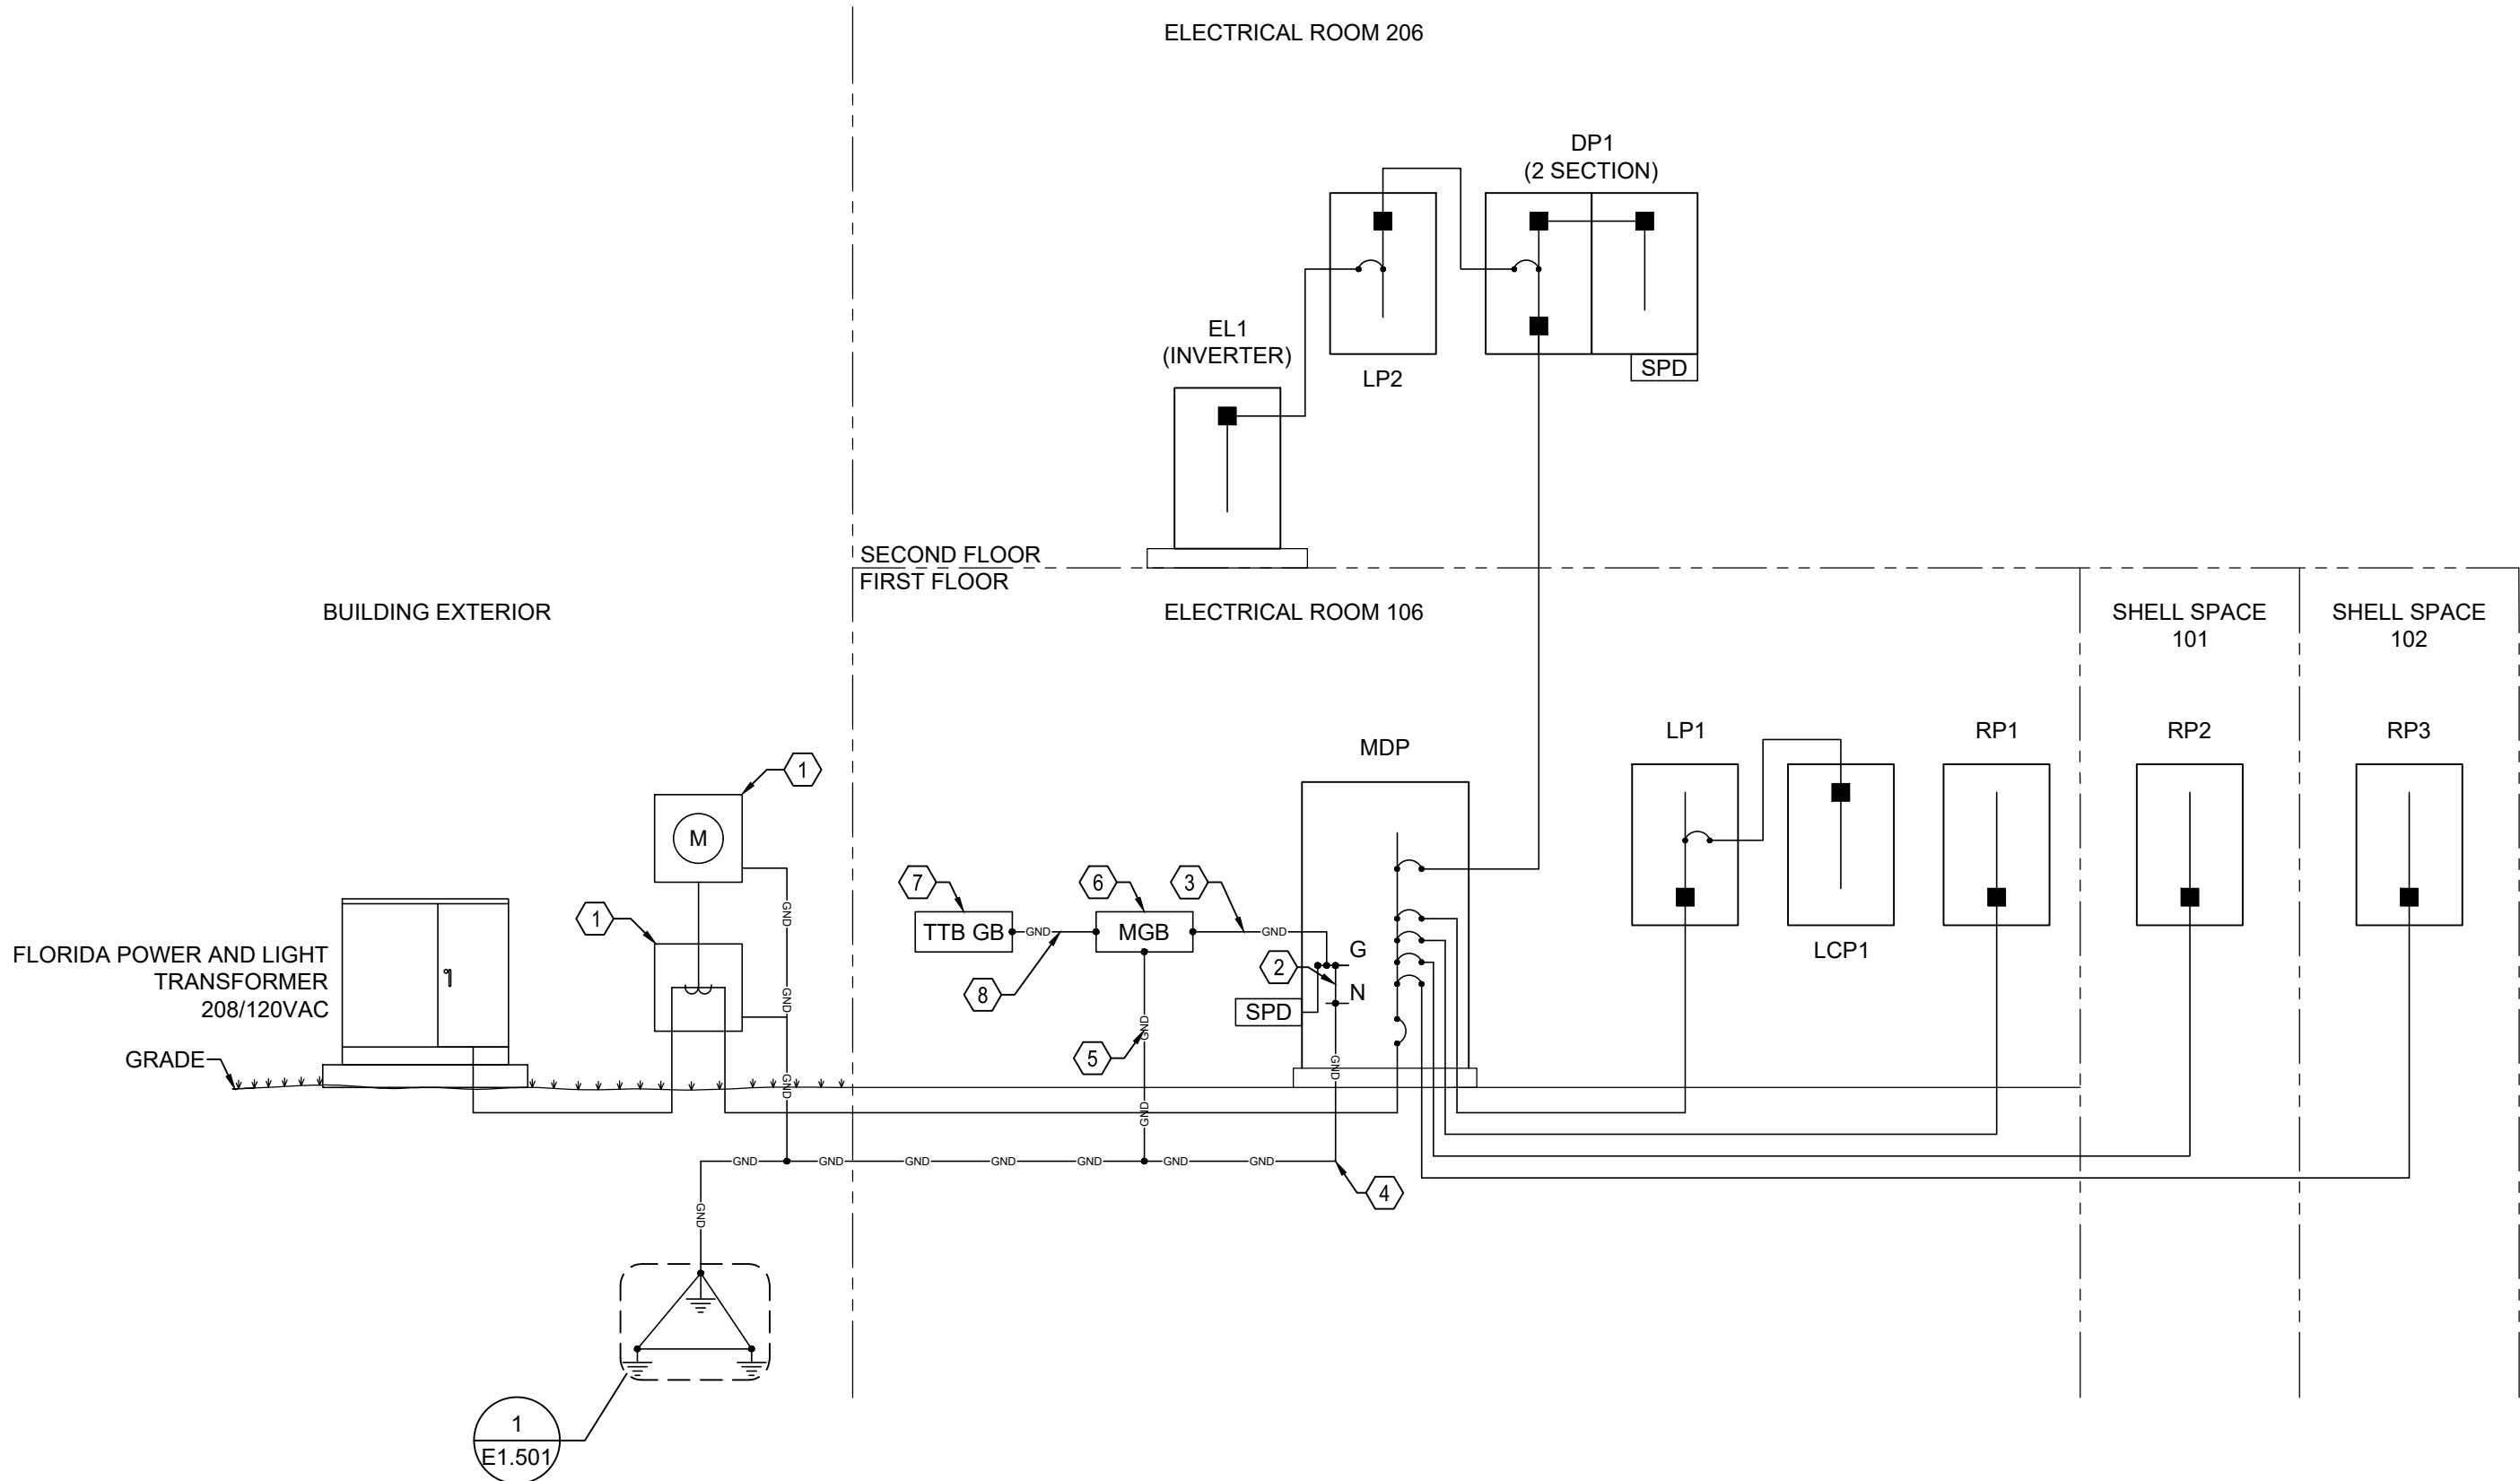 ELECTRICAL ROOM 206
DP1
(2 SECTION)
EL1
(INVERTER)
LP2
SPD
SECOND FLOOR
FIRST FLOOR
BUILDING EXTERIOR
ELECTRICAL ROOM 106
SHELL SPACE
101
SHELL SPACE
102
MDP
LP1
RP1
RP2
RP3
1
M
7
6
3
GND
1
TTB GB
GND
MGB
GND
LCP1
FLORIDA POWER AND LIGHT
TRANSFORMER
208/120VAC
G
2
N
8
SPD
GND
GND
5
GRADE
GND
GND
GND
GND
GND
GND
GND
GND
GND
GND
4
GND
1
E1.501